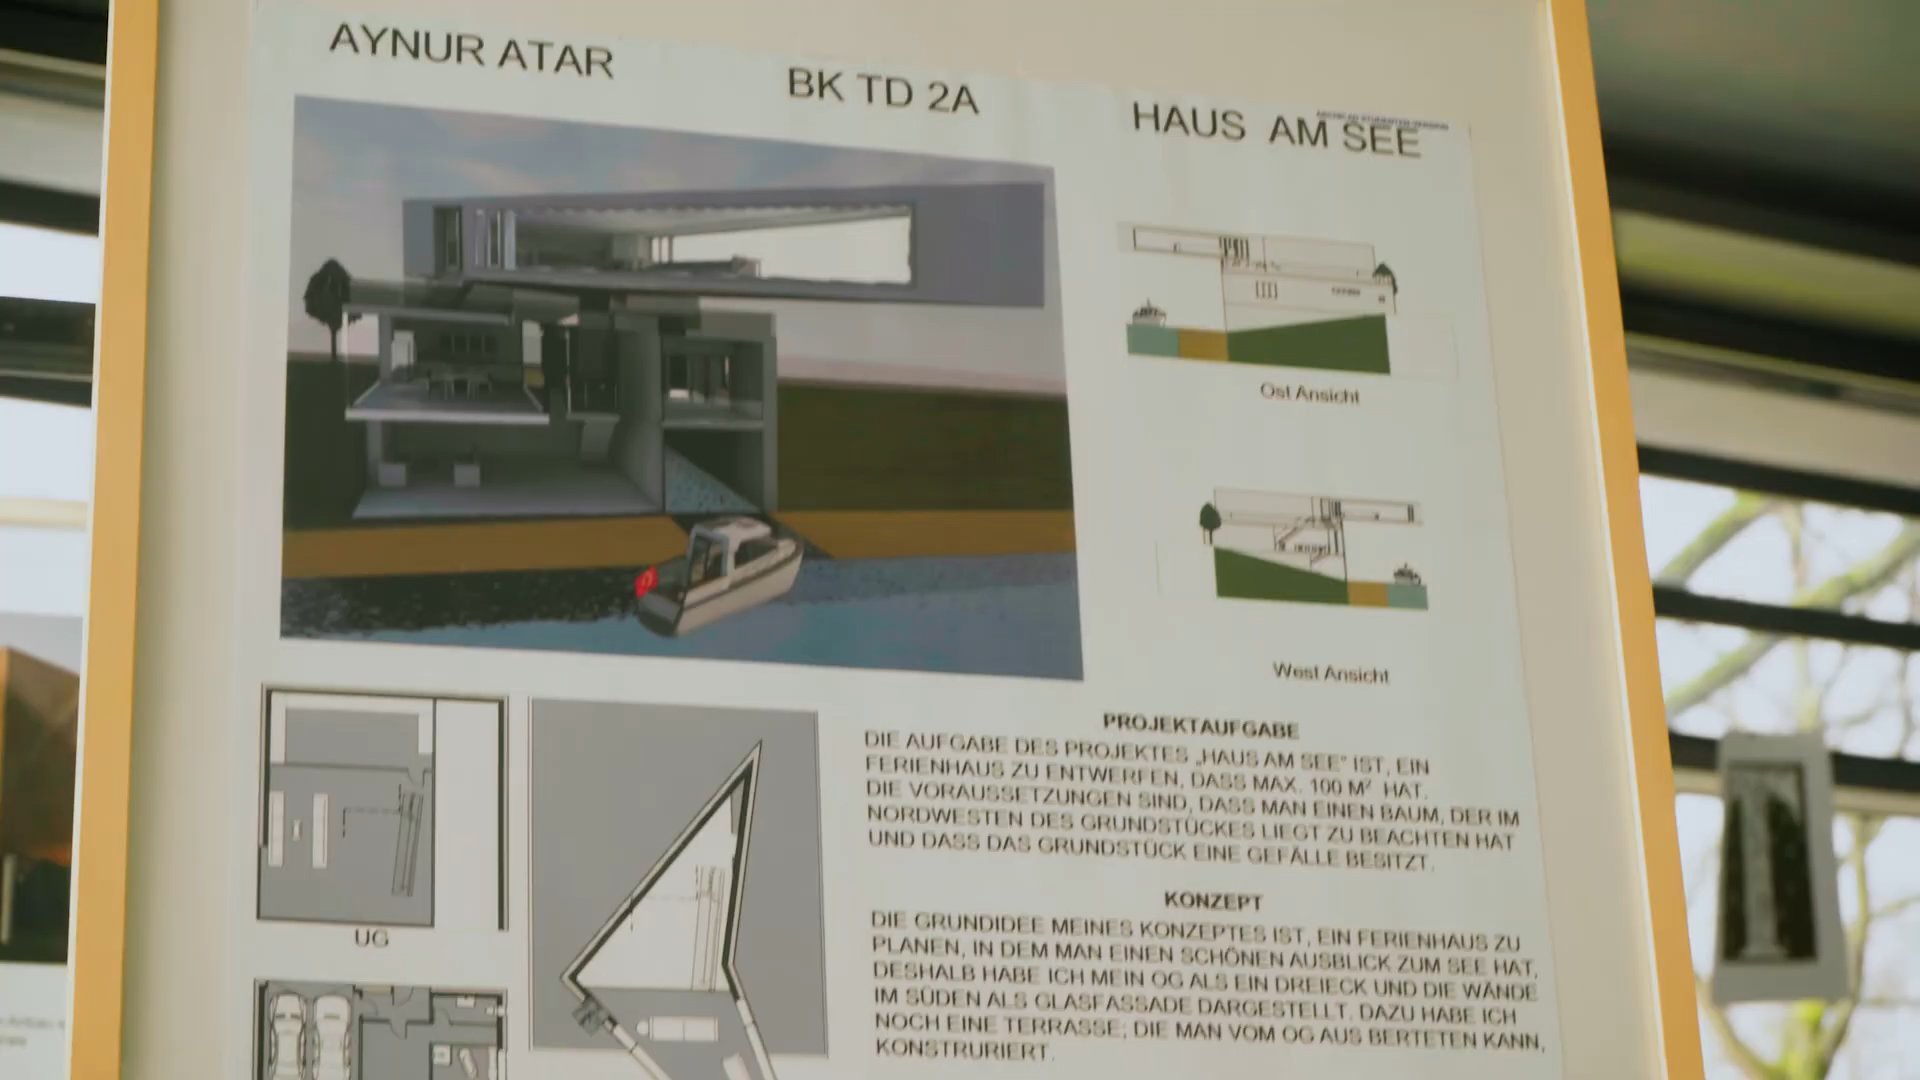 AYNUR ATAR
BK TD 2A
HAUS AM SEE
Ost Ansicht
West Ansicht
PROJEKTAUFGABE
DIE AUFGABE DES PROJEKTES „HAUS AM SEE" IST, EIN
FERIENHAUS ZU ENTWERFEN, DASS MAX. 100 M² HAT.
DIE VORAUSSETZUNGEN SIND, DASS MAN EINEN BAUM, DER IM
NORDWESTEN DES GRUNDSTÜCKES LIEGT ZU BEACHTEN HAT
UND DASS DAS GRUNDSTÜCK EINE GEFÄLLE BESITZT.
KONZEPT
DIE GRUNDIDEE MEINES KONZEPTES IST, EIN FERIENHAUS ZU
PLANEN, IN DEM MAN EINEN SCHÖNEN AUSBLICK ZUM SEE HAT.
DESHALB HABE ICH MEIN OG ALS EIN DREIECK UND DIE WÄNDE
IM SÜDEN ALS GLASFASSADE DARGESTELLT. DAZU HABE ICH
NOCH EINE TERRASSE, DIE MAN VOM OG AUS BERTETEN KANN,
KONSTRURIERT.
UG